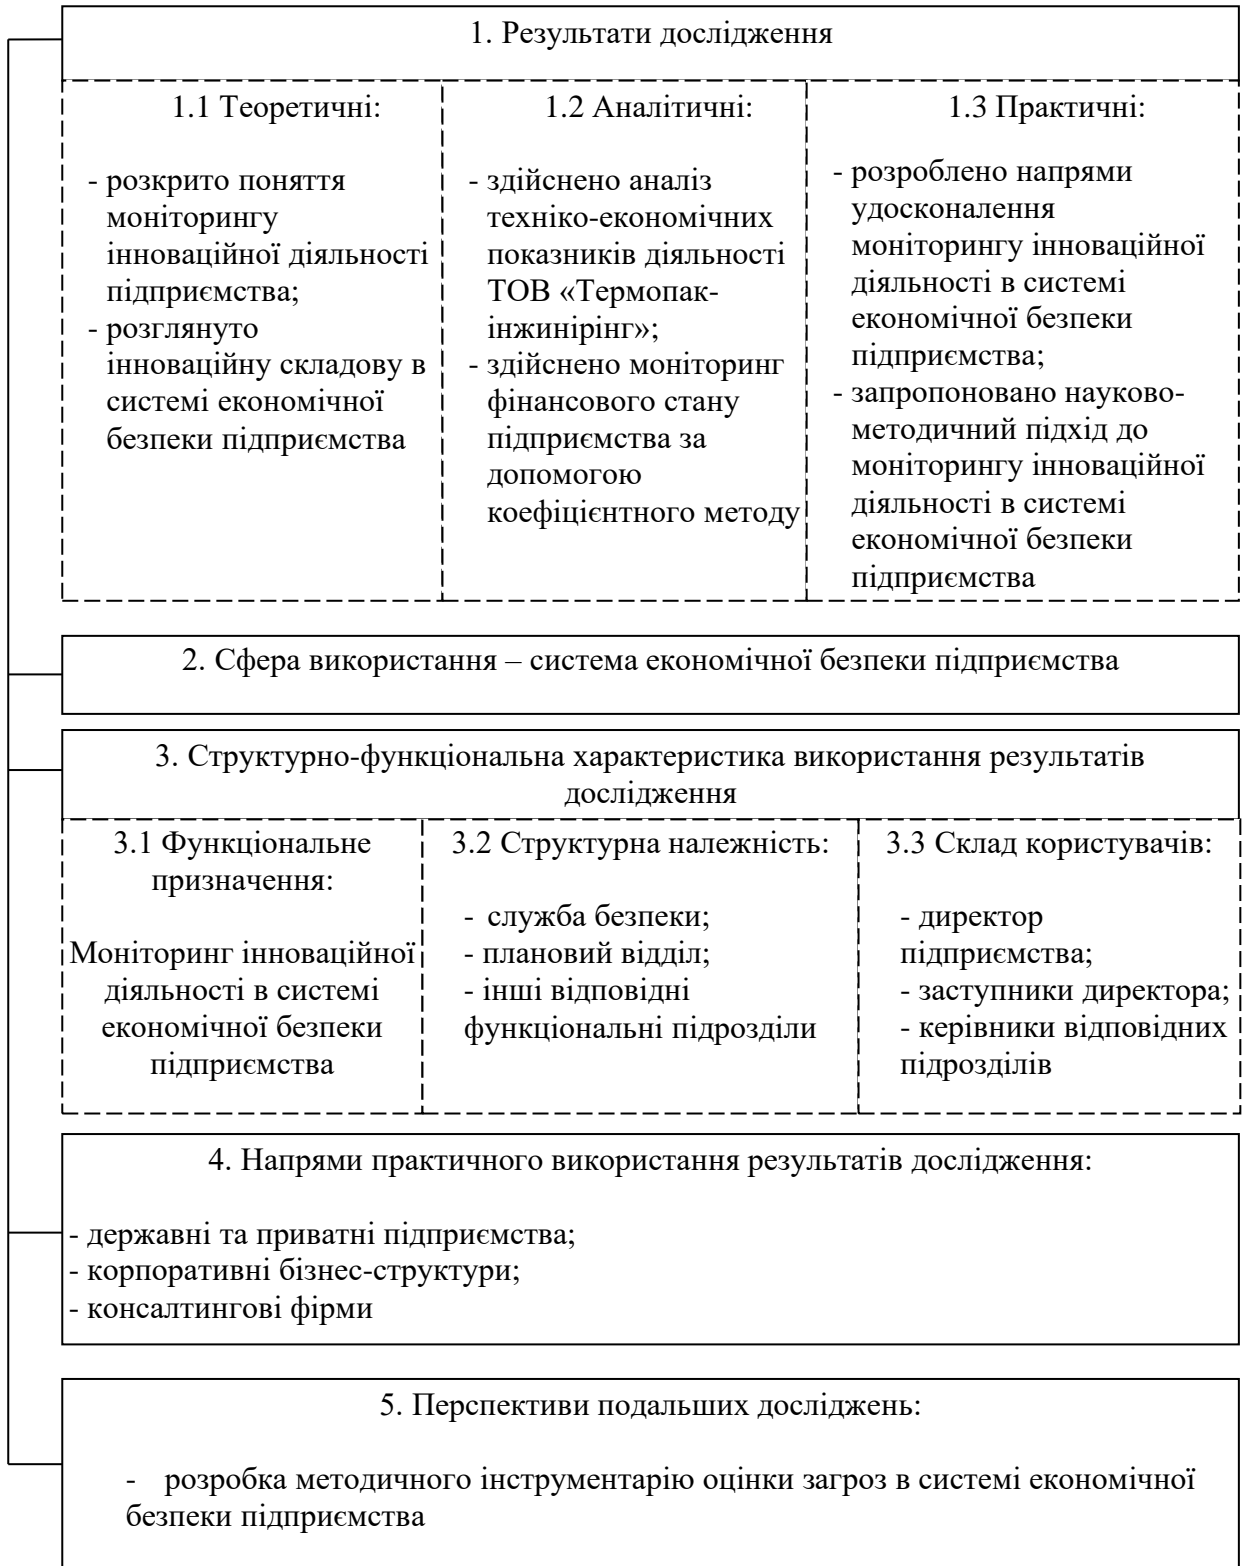 1. Результати дослідження
1.1 Теоретичні:
- розкрито поняття
моніторингу
інноваційної діяльності
підприємства;
- розглянуто
інноваційну складову в
системі економічної
безпеки підприємства
1.2 Аналітичні:
- здійснено аналіз
техніко-економічних
показників діяльності
ТОВ «Термопак-
інжинірінг»;
- здійснено моніторинг
фінансового стану
підприємства за
допомогою
коефіцієнтного методу
1.3 Практичні:
- розроблено напрями
удосконалення
моніторингу інноваційної
діяльності в системі
економічної безпеки
підприємства;
- запропоновано науково-
методичний підхід до
моніторингу інноваційної
діяльності в системі
економічної безпеки
підприємства
2. Сфера використання – система економічної безпеки підприємства
3. Структурно-функціональна характеристика використання результатів
дослідження
3.1 Функціональне
призначення:
Моніторинг інноваційної
діяльності в системі
економічної безпеки
підприємства
3.2 Структурна належність:
- служба безпеки;
- плановий відділ;
- інші відповідні
функціональні підрозділи
3.3 Склад користувачів:
- директор
підприємства;
- заступники директора;
- керівники відповідних
підрозділів
4. Напрями практичного використання результатів дослідження:
- державні та приватні підприємства;
- корпоративні бізнес-структури;
- консалтингові фірми
5. Перспективи подальших досліджень:
- розробка методичного інструментарію оцінки загроз в системі економічної
безпеки підприємства